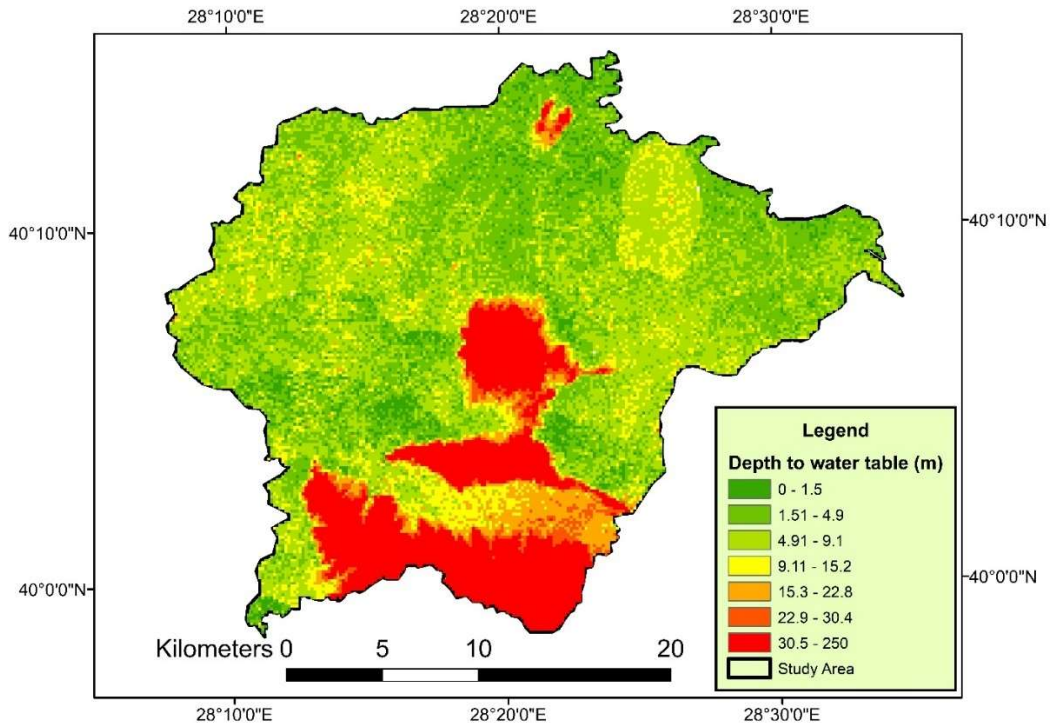 28°10'0"E 28°20'0"E 28°30'0"E
40°10'0"N 40°10'0"N
Legend
Depth to water table (m)
0 - 1.5
1.51 - 4.9
4.91 - 9.1
9.11 - 15.2
15.3 - 22.8
22.9 - 30.4
30.5 - 250
Study Area
40°0'0"N 40°0'0"N
Kilometers 0 5 10 20
28°10'0"E 28°20'0"E 28°30'0"E